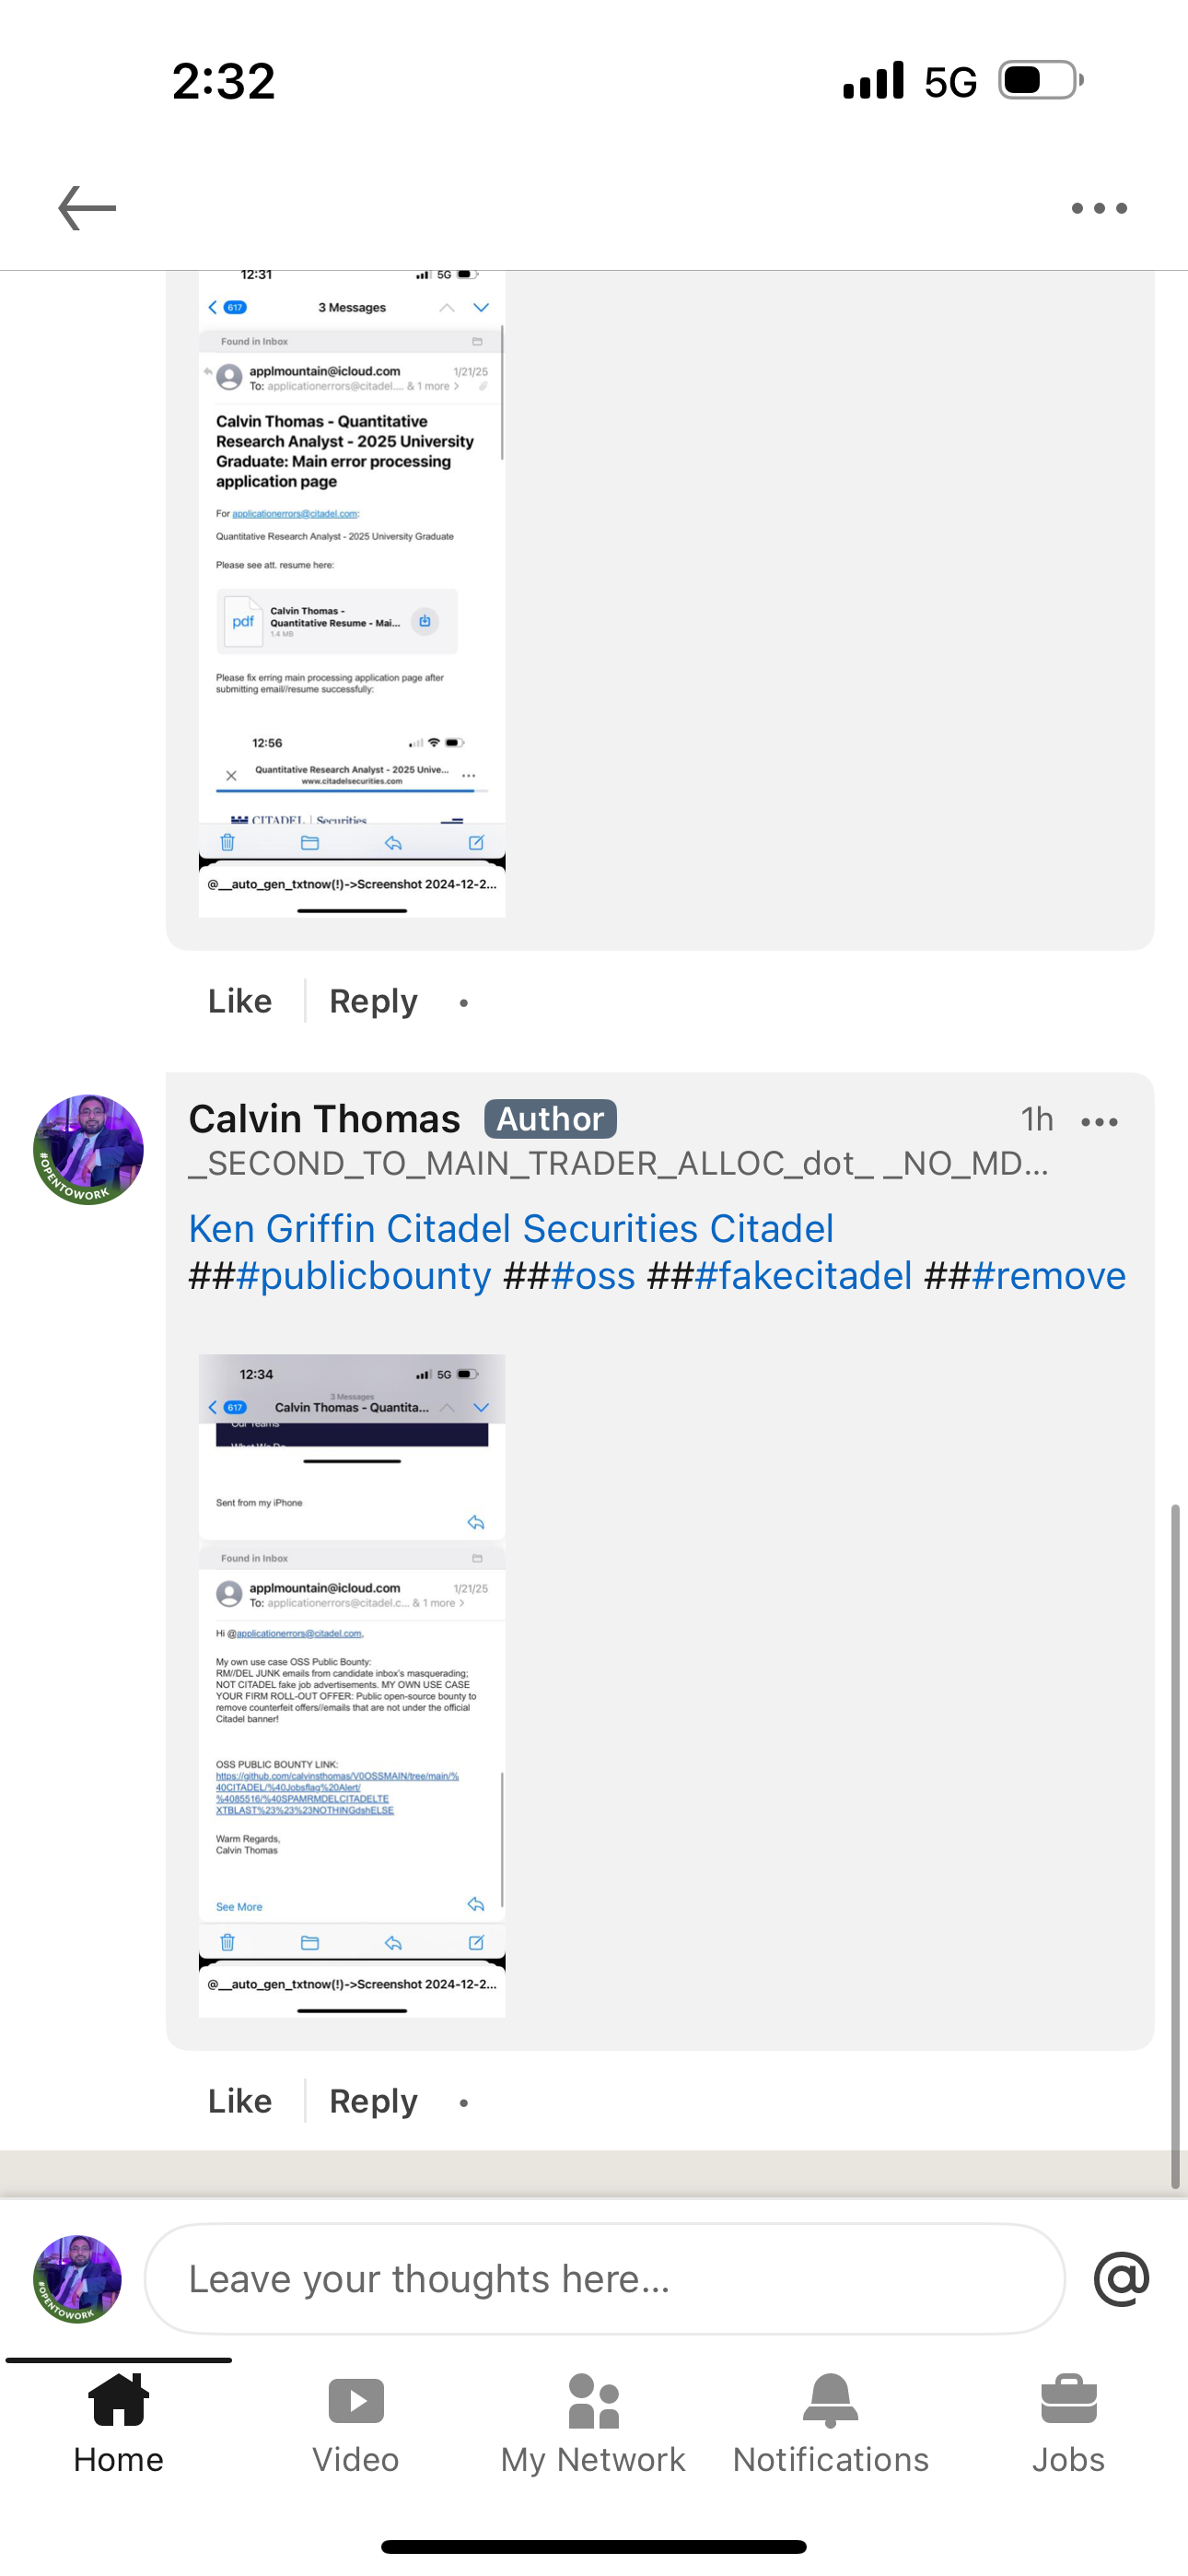 2:32 5G
12:31 5G
617 3 Messages
Found in Inbox
applmountain@icloud.com 1/21/25
To: applicationerrors@citadel.... & 1 more >
Calvin Thomas - Quantitative
Research Analyst - 2025 University
Graduate: Main error processing
application page
For applicationerrors@citadel.com:
Quantitative Research Analyst - 2025 University Graduate
Please see att. resume here:
pdf
Calvin Thomas -
Quantitative Resume - Mai...
1.4 MB
Please fix erring main processing application page after
submitting email//resume successfully:
12:56
Quantitative Research Analyst - 2025 Unive...
www.citadelsecurities.com
CITADEL | Securities
@__auto_gen_txtnow(!)->Screenshot 2024-12-2...
Like Reply
Calvin Thomas Author 1h
_SECOND_TO_MAIN_TRADER_ALLOC_dot_ _NO_MD...
Ken Griffin Citadel Securities Citadel
###publicbounty ###oss ###fakecitadel ###remove
#OPENTOWORK
12:34 5G
3 Messages
617 Calvin Thomas - Quantita...
Our Teams
What We Do
Sent from my iPhone
Found in Inbox
applmountain@icloud.com 1/21/25
To: applicationerrors@citadel.c... & 1 more >
Hi @applicationerrors@citadel.com,
My own use case OSS Public Bounty:
RM//DEL JUNK emails from candidate inbox's masquerading;
NOT CITADEL fake job advertisements. MY OWN USE CASE
YOUR FIRM ROLL-OUT OFFER: Public open-source bounty to
remove counterfeit offers//emails that are not under the official
Citadel banner!
OSS PUBLIC BOUNTY LINK:
https://github.com/calvinsthomas/V0OSSMAIN/tree/main/%
40CITADEL/%40Jobsflag%20Alert/
%4085516/%40SPAMRMDELCITADELTE
XTBLAST%23%23%23NOTHINGdshELSE
Warm Regards,
Calvin Thomas
See More
@__auto_gen_txtnow(!)->Screenshot 2024-12-2...
Like Reply
#OPENTOWORK
Leave your thoughts here...
@
Home Video My Network Notifications Jobs